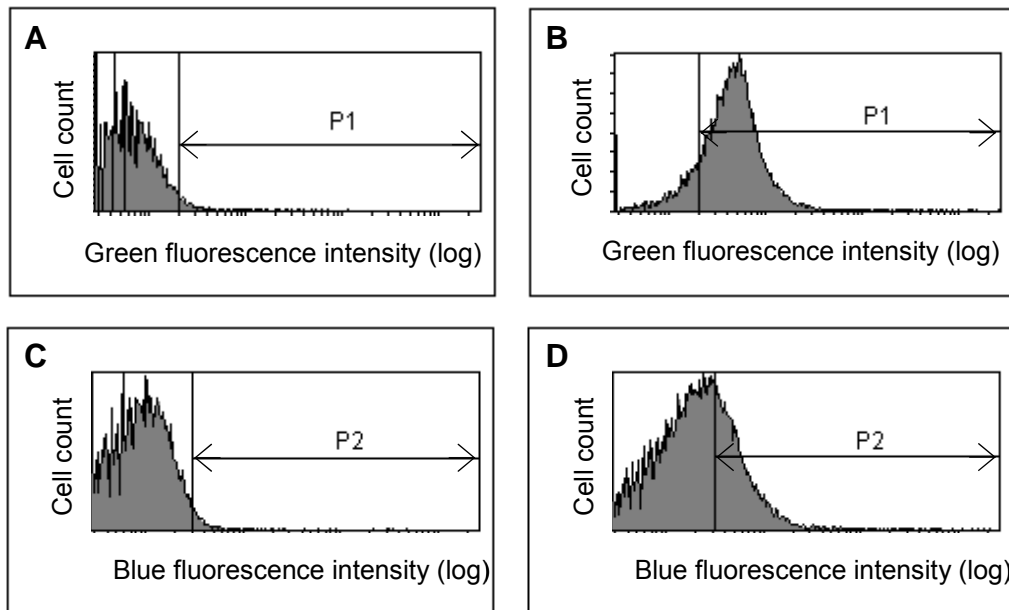 A
Cell count
P1
Green fluorescence intensity (log)
B
Cell count
P1
Green fluorescence intensity (log)
C
Cell count
P2
Blue fluorescence intensity (log)
D
Cell count
P2
Blue fluorescence intensity (log)